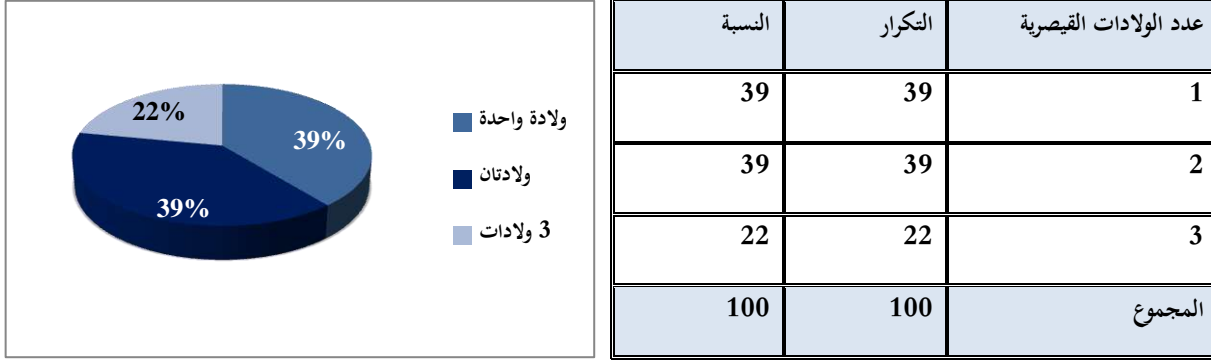 عدد الولادات القيصرية التكرار النسبة
1 39 39
2 39 39
3 22 22
المجموع 100 100
22%
39%
39%
ولادة واحدة
ولادتان
3 ولادات